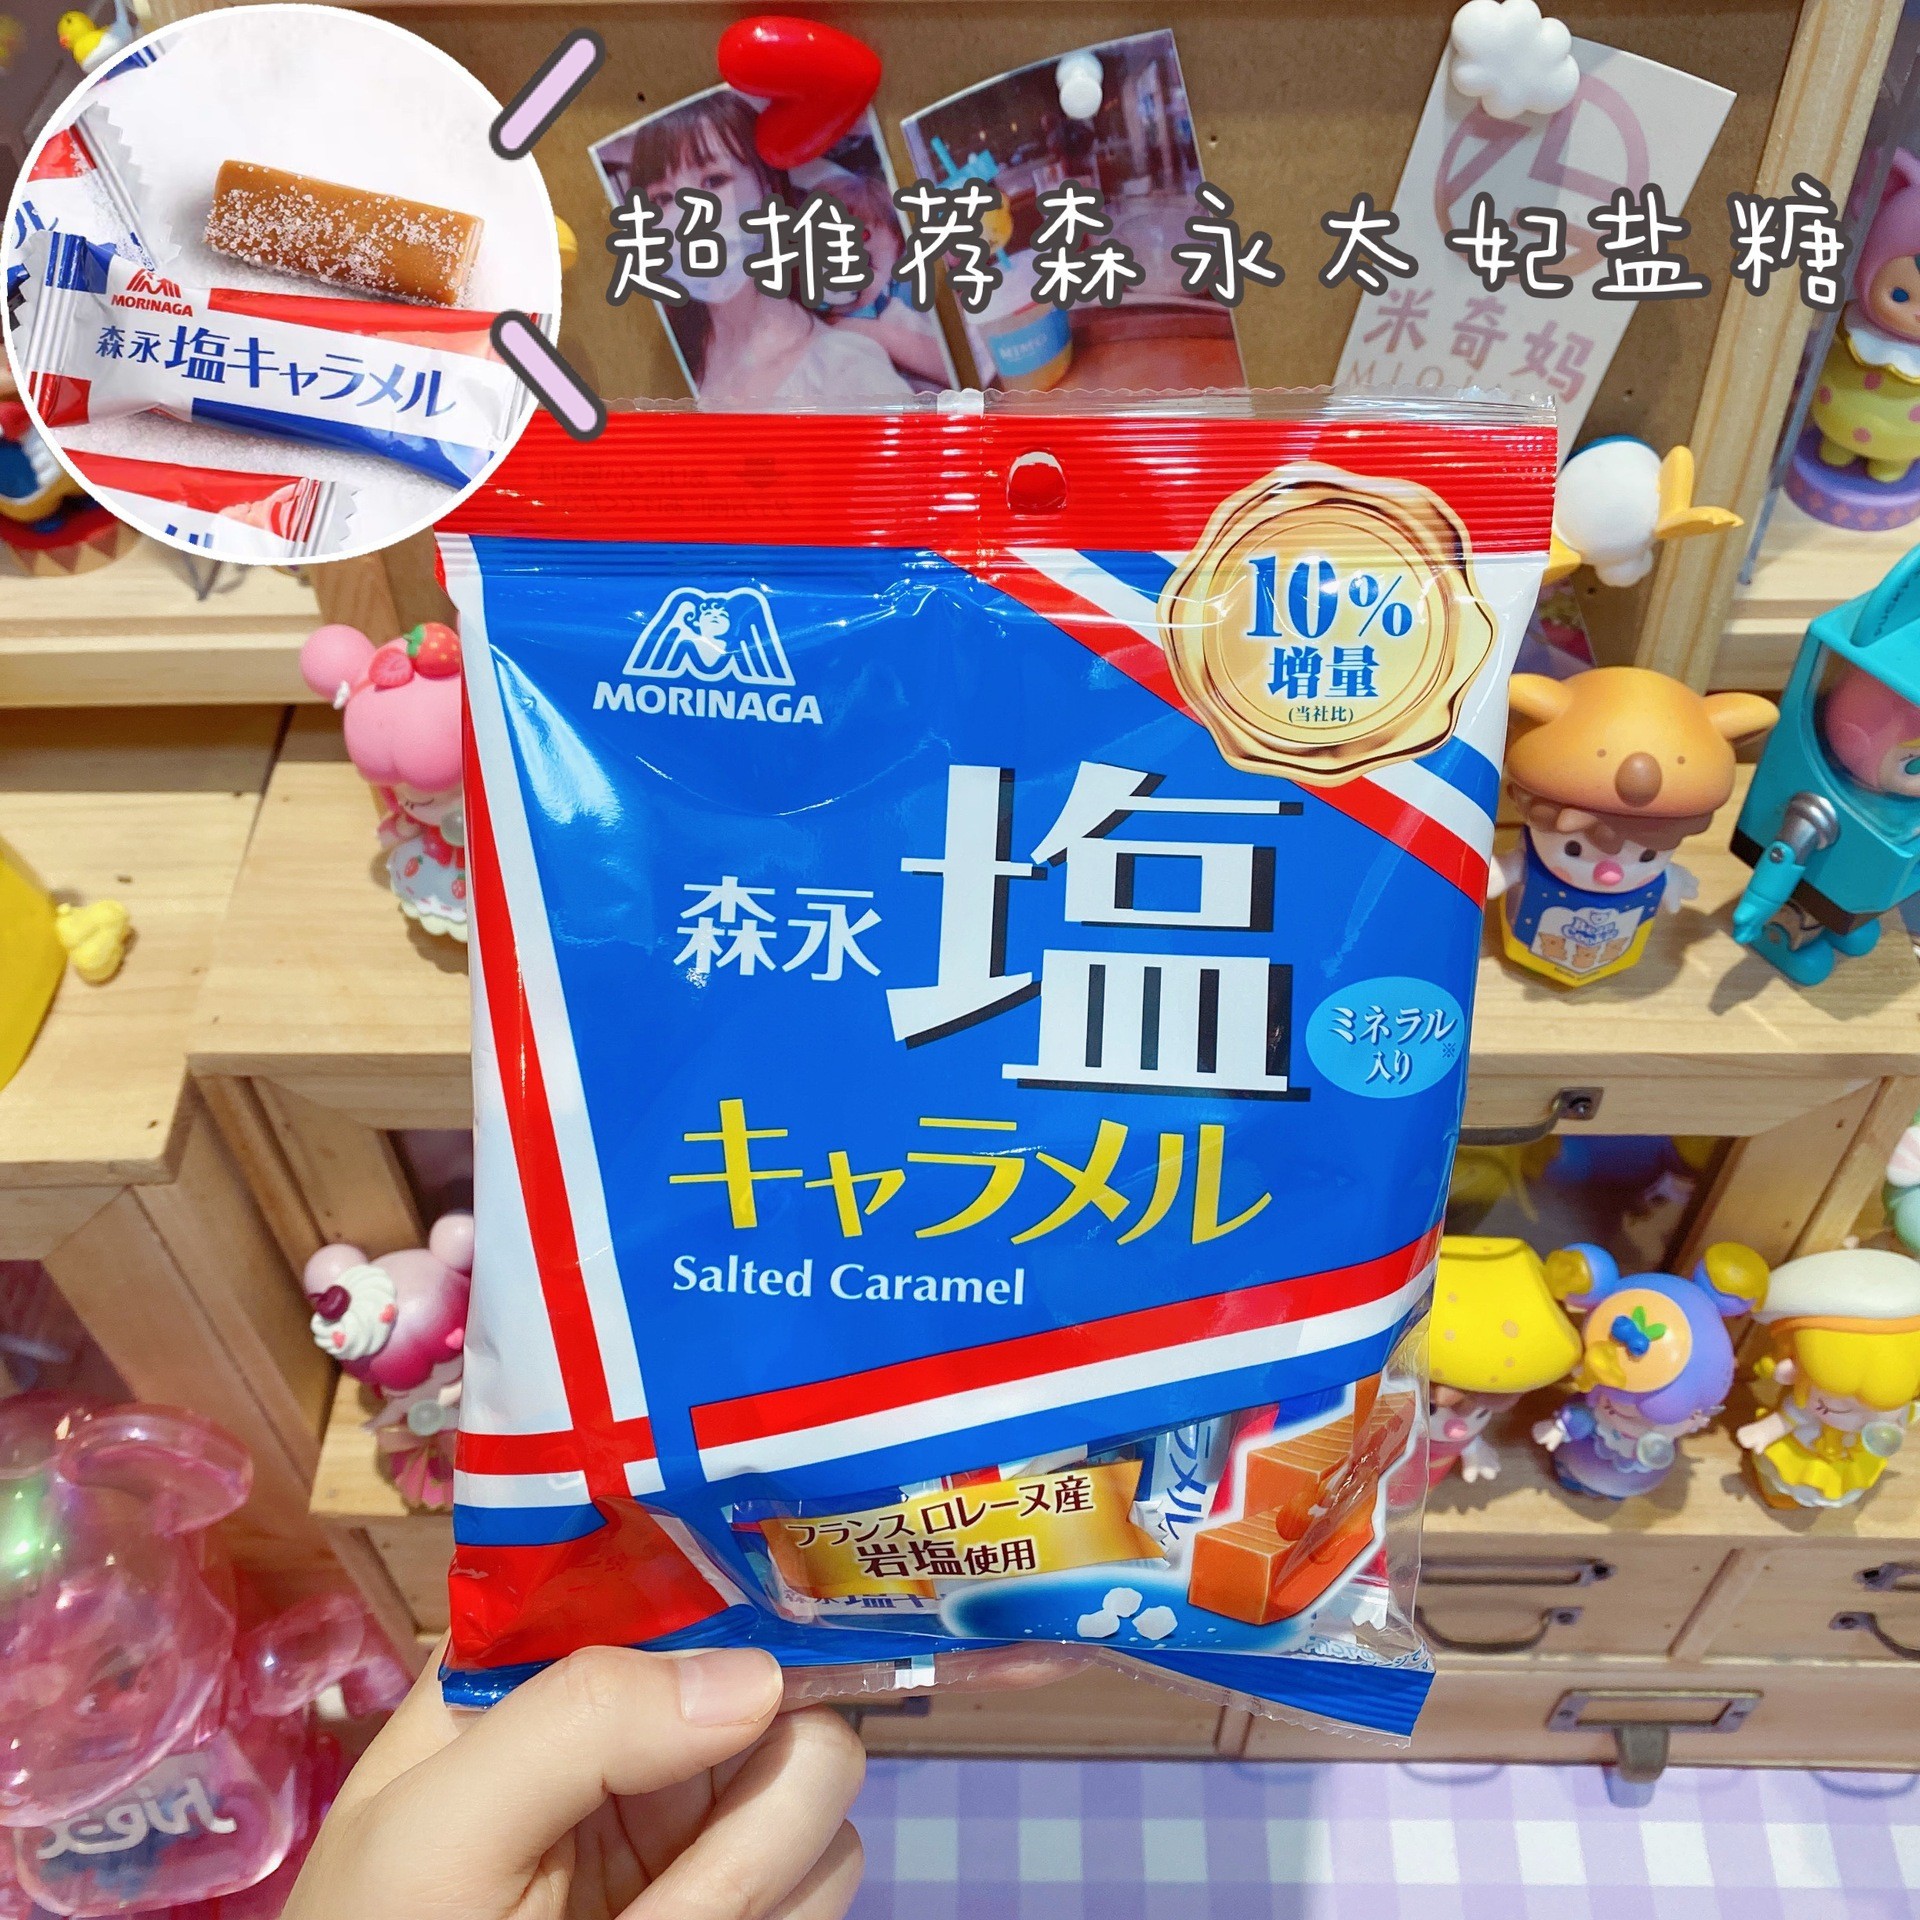 超推荐森永太妃盐糖
MORINAGA
森永 塩キャラメル
米奇妈
MORINAGA
10%
増量
(当社比)
森永 塩
キャラメル
Salted Caramel
ミネラル※
入り
フランス ロレーヌ産
岩塩使用